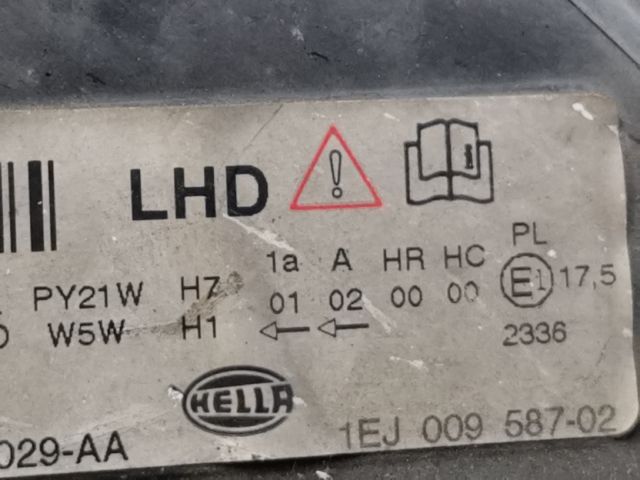 LHD
PL
1a A HR HC
PY21W H7 01 02 00 00 E1 17,5
W5W H1 2336
HELLA
029-AA 1EJ 009 587-02